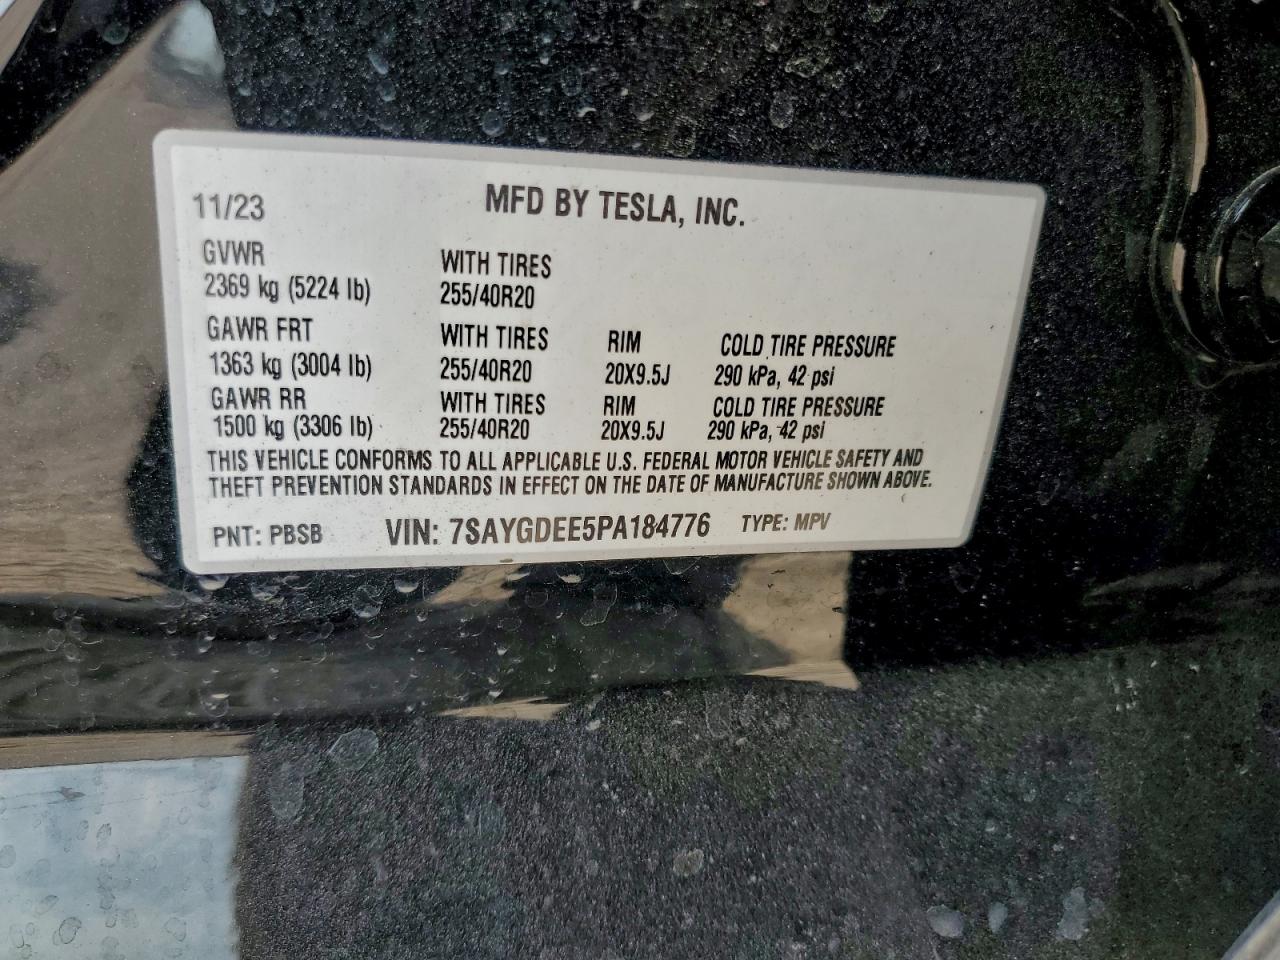 11/23 MFD BY TESLA, INC.
GVWR WITH TIRES
2369 kg (5224 lb) 255/40R20
GAWR FRT WITH TIRES RIM COLD TIRE PRESSURE
1363 kg (3004 lb) 255/40R20 20X9.5J 290 kPa, 42 psi
GAWR RR WITH TIRES RIM COLD TIRE PRESSURE
1500 kg (3306 lb) 255/40R20 20X9.5J 290 kPa, 42 psi
THIS VEHICLE CONFORMS TO ALL APPLICABLE U.S. FEDERAL MOTOR VEHICLE SAFETY AND
THEFT PREVENTION STANDARDS IN EFFECT ON THE DATE OF MANUFACTURE SHOWN ABOVE.
PNT: PBSB VIN: 7SAYGDEE5PA184776 TYPE: MPV